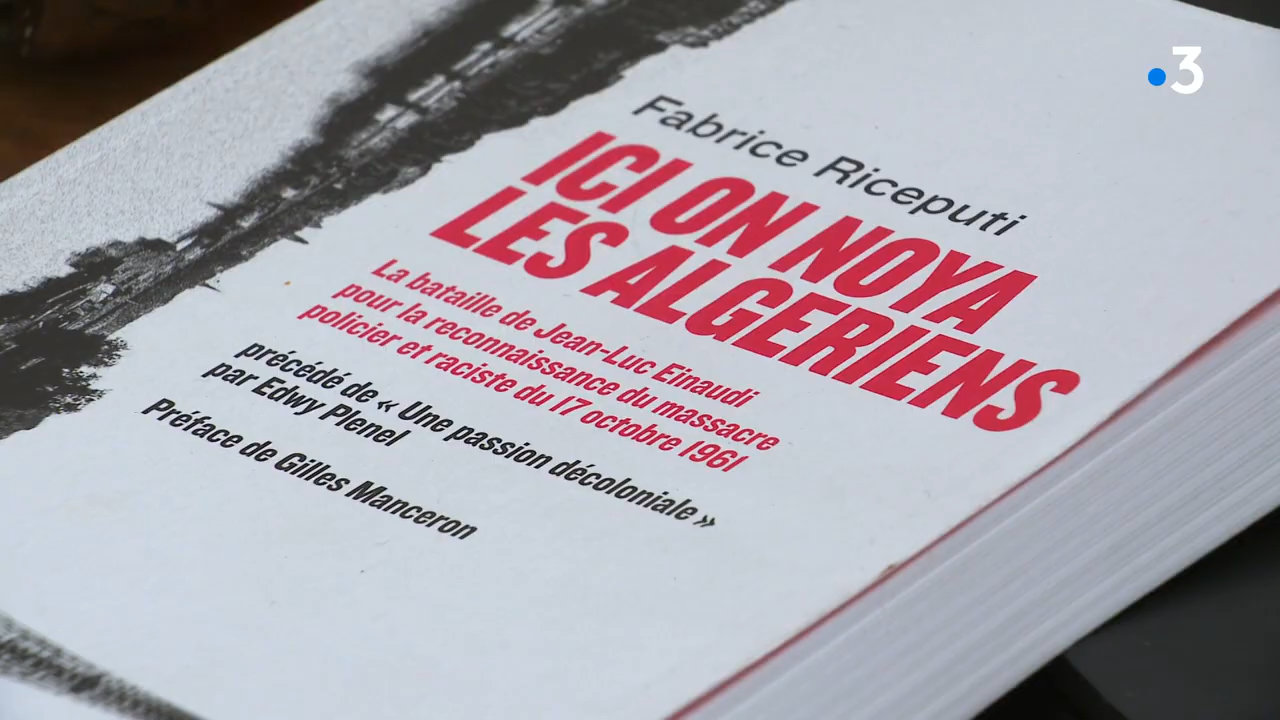 3
Fabrice Riceputi
ICI ON NOYA
LES ALGERIENS
La bataille de Jean-Luc Einaudi
pour la reconnaissance du massacre
policier et raciste du 17 octobre 1961
précédé de « Une passion décoloniale »
par Edwy Plenel
Préface de Gilles Manceron